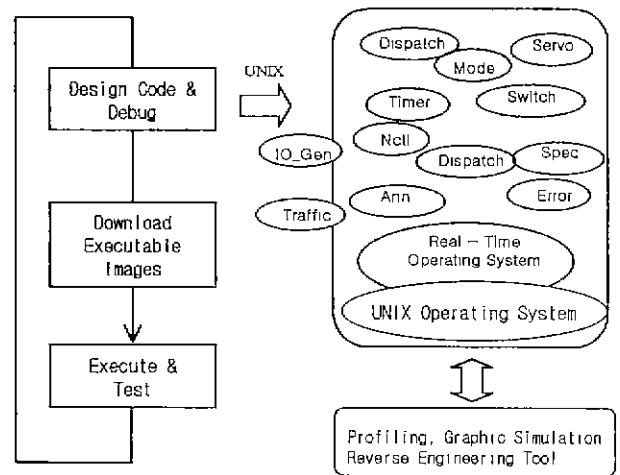 Design Code &
Debug
Download
Executable
Images
Execute &
Test
UNIX
Dispatch
Servo
Mode
Timer
Switch
IO_Gen
Nctl
Dispatch
Spec
Traffic
Ann
Error
Real - Time
Operating System
UNIX Operating System
Profiling, Graphic Simulation
Reverse Engineering Tool